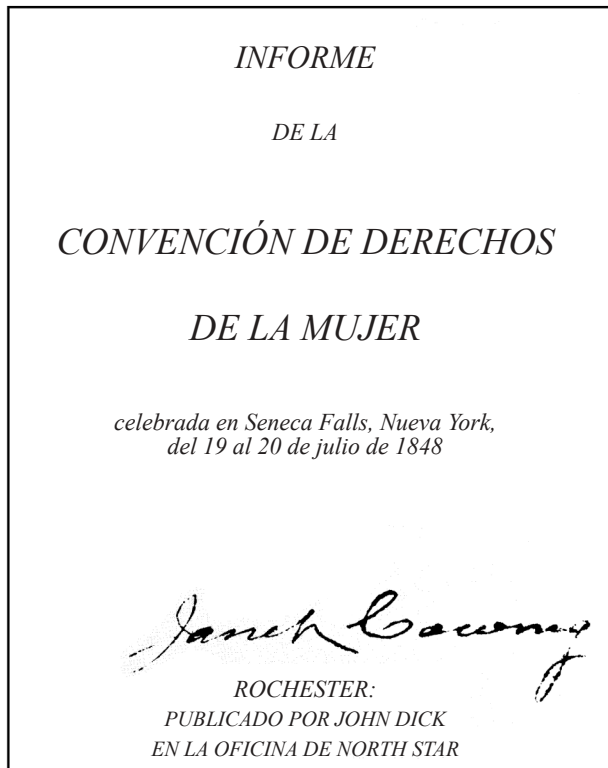 INFORME
DE LA
CONVENCIÓN DE DERECHOS
DE LA MUJER
celebrada en Seneca Falls, Nueva York,
del 19 al 20 de julio de 1848
ROCHESTER:
PUBLICADO POR JOHN DICK
EN LA OFICINA DE NORTH STAR